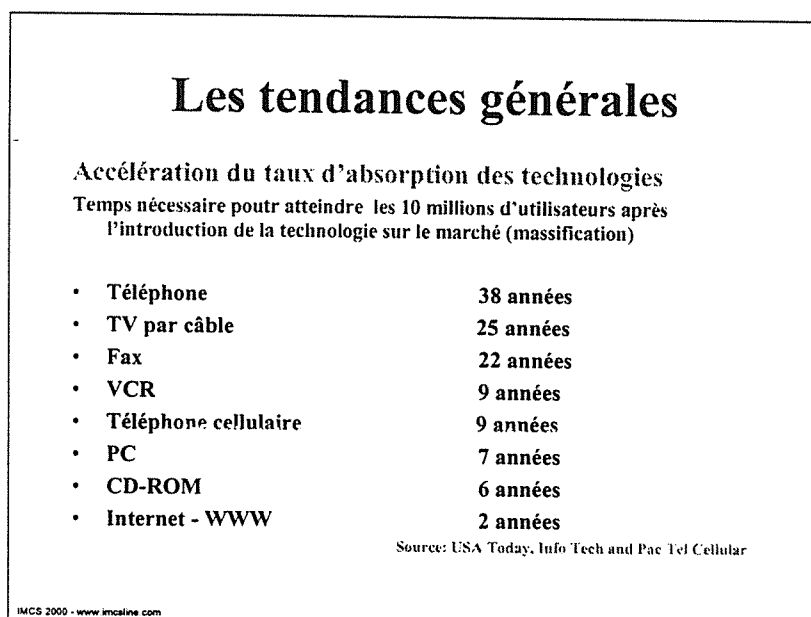 Les tendances générales
Accélération du taux d'absorption des technologies
Temps nécessaire poutr atteindre les 10 millions d'utilisateurs après
l'introduction de la technologie sur le marché (massification)
• Téléphone 38 années
• TV par câble 25 années
• Fax 22 années
• VCR 9 années
• Téléphone cellulaire 9 années
• PC 7 années
• CD-ROM 6 années
• Internet - WWW 2 années
Source: USA Today, Info Tech and Pac Tel Cellular
IMCS 2000 - www.imcsline.com